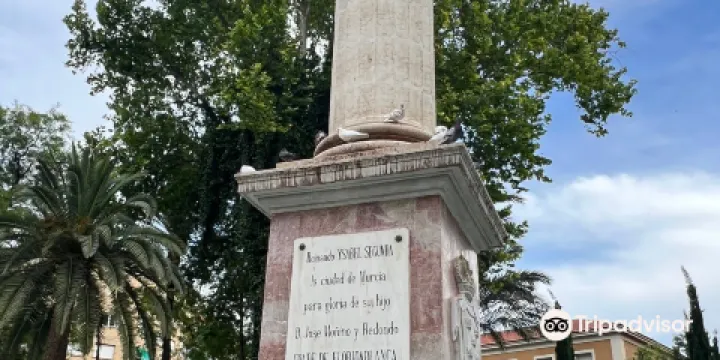 Reinando YSABEL SEGUNDA
la ciudad de Murcia
para gloria de su hijo
D. José Moñino y Redondo
CONDE DE FLORIDABLANCA
Tripadvisor